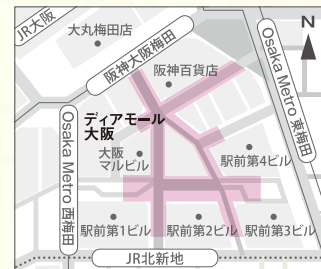 JR大阪
大丸梅田店
阪神大阪梅田
N
阪神百貨店
Osaka Metro 東梅田
ディアモール
大阪
Osaka Metro 西梅田
大阪
マルビル
駅前第4ビル
駅前第1ビル
駅前第2ビル
駅前第3ビル
JR北新地